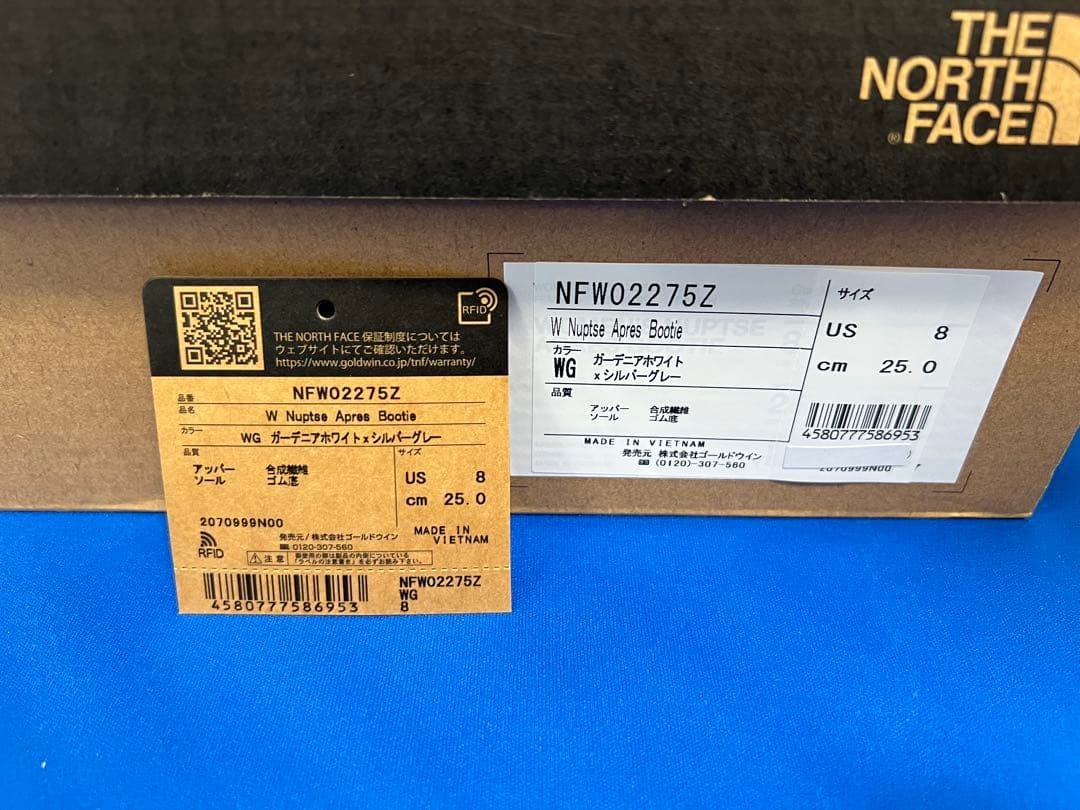 THE
NORTH
FACE
®
RFID
THE NORTH FACE 保証制度については
ウェブサイトにてご確認いただけます。
https://www.goldwin.co.jp/tnf/warranty/
品番 NFW02275Z
品名 W Nuptse Apres Bootie
カラー WG ガーデニアホワイトxシルバーグレー
品質
アッパー 合成繊維
ソール ゴム底
サイズ
US 8
cm 25.0
2070999N00
MADE IN
VIETNAM
RFID
発売元/株式会社ゴールドウイン
0120-307-560
注意
4580777586953
NFW02275Z
WG
8
NFW02275Z
W Nuptse Apres Bootie
カラー
WG ガーデニアホワイト
xシルバーグレー
品質
アッパー 合成繊維
ソール ゴム底
MADE IN VIETNAM
発売元 株式会社ゴールドウイン
(0120)-307-560
サイズ
US 8
cm 25.0
4580777586953
2070999N00